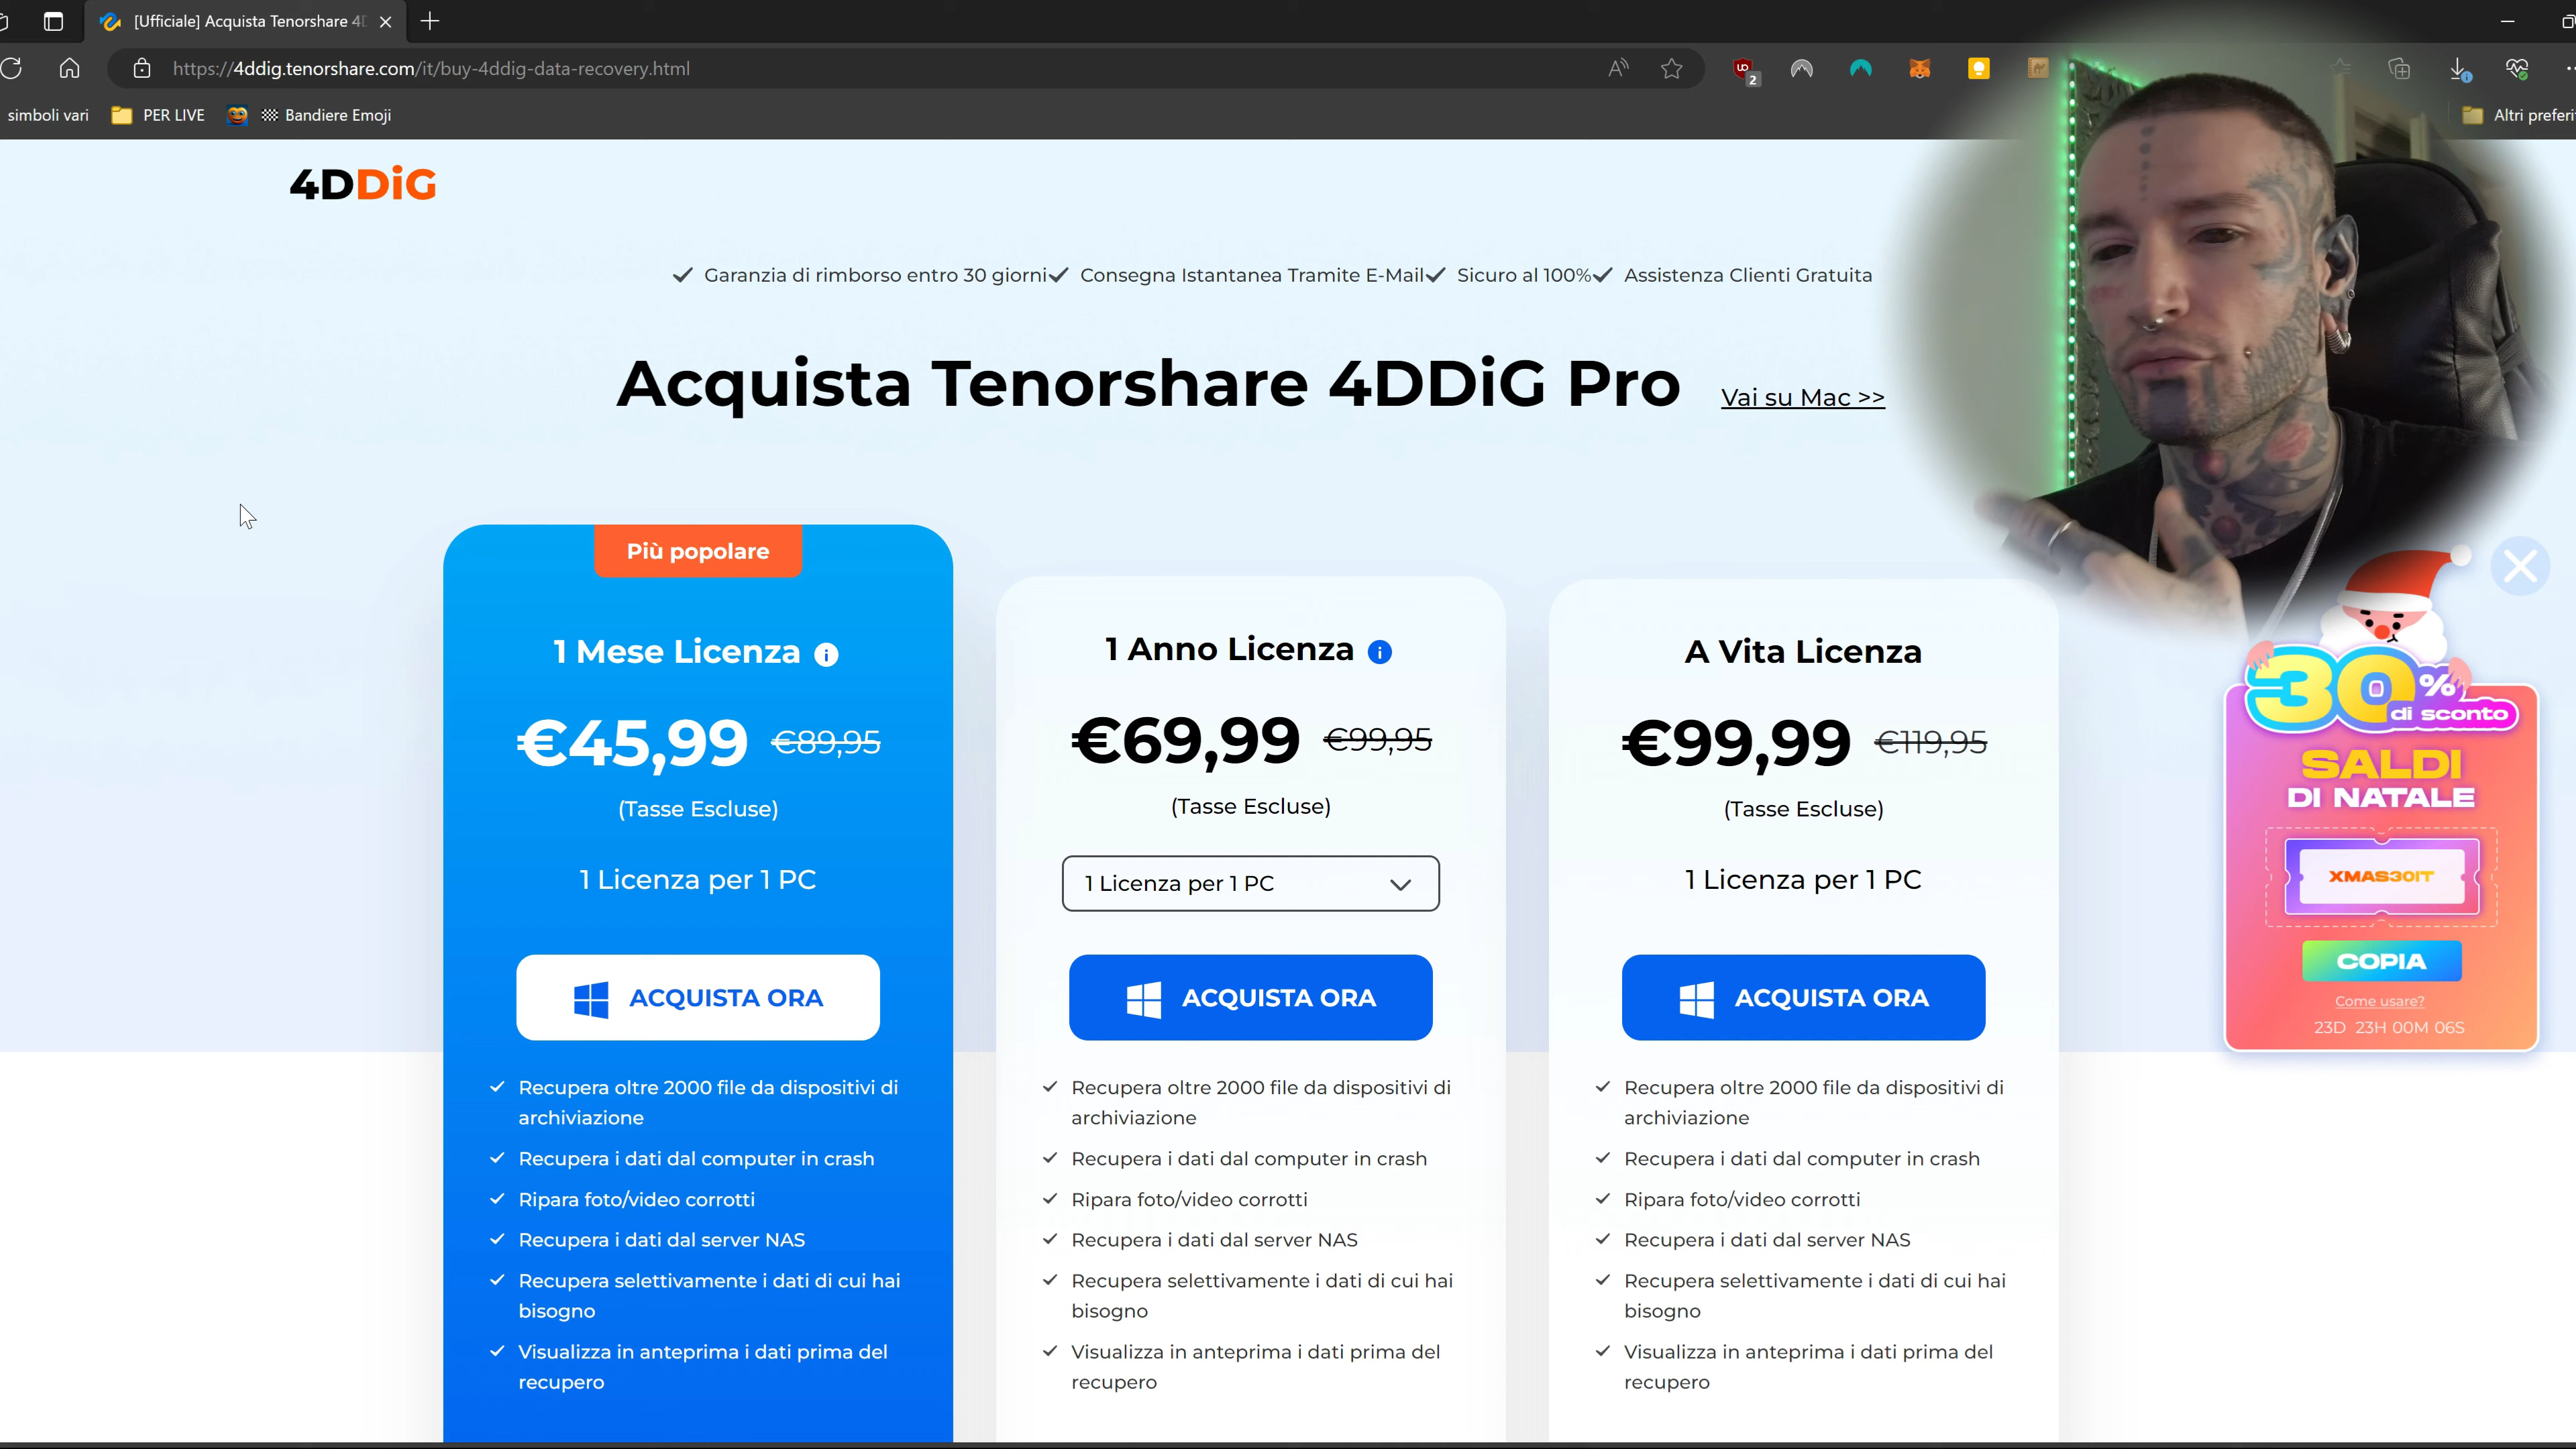 [Ufficiale] Acquista Tenorshare 4D
https://4ddig.tenorshare.com/it/buy-4ddig-data-recovery.html
2
simboli vari
PER LIVE
Bandiere Emoji
Altri preferi
4DDiG
Garanzia di rimborso entro 30 giorni
Consegna Istantanea Tramite E-Mail
Sicuro al 100%
Assistenza Clienti Gratuita
Acquista Tenorshare 4DDiG Pro
Vai su Mac >>
Più popolare
1 Mese Licenza
€45,99 €89,95
(Tasse Escluse)
1 Licenza per 1 PC
ACQUISTA ORA
Recupera oltre 2000 file da dispositivi di
archiviazione
Recupera i dati dal computer in crash
Ripara foto/video corrotti
Recupera i dati dal server NAS
Recupera selettivamente i dati di cui hai
bisogno
Visualizza in anteprima i dati prima del
recupero
1 Anno Licenza
€69,99 €99,95
(Tasse Escluse)
1 Licenza per 1 PC
ACQUISTA ORA
Recupera oltre 2000 file da dispositivi di
archiviazione
Recupera i dati dal computer in crash
Ripara foto/video corrotti
Recupera i dati dal server NAS
Recupera selettivamente i dati di cui hai
bisogno
Visualizza in anteprima i dati prima del
recupero
A Vita Licenza
€99,99 €119,95
(Tasse Escluse)
1 Licenza per 1 PC
ACQUISTA ORA
Recupera oltre 2000 file da dispositivi di
archiviazione
Recupera i dati dal computer in crash
Ripara foto/video corrotti
Recupera i dati dal server NAS
Recupera selettivamente i dati di cui hai
bisogno
Visualizza in anteprima i dati prima del
recupero
30%
di sconto
SALDI
DI NATALE
XMAS30IT
COPIA
Come usare?
23D 23H 00M 06S